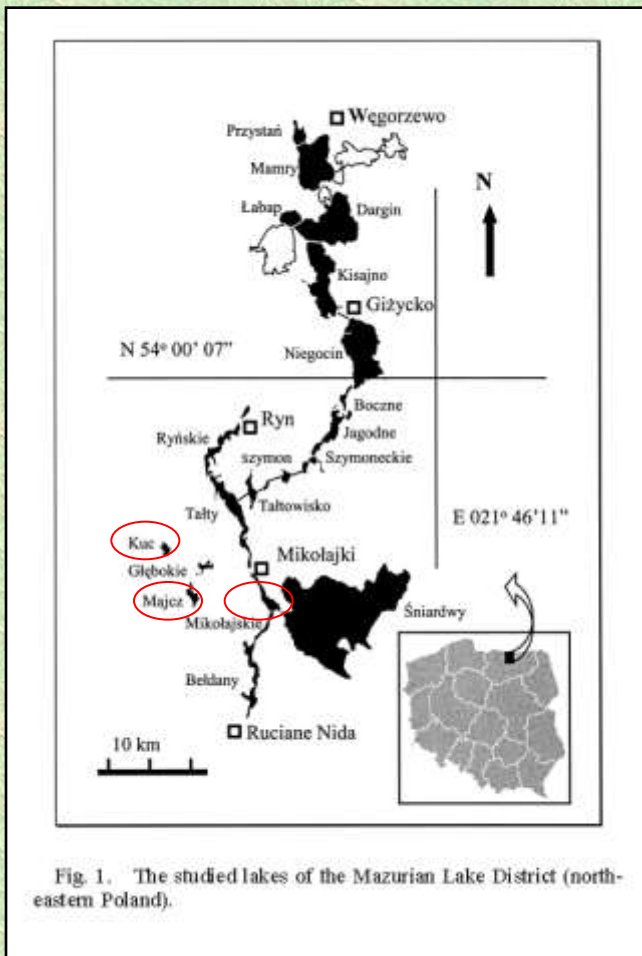 Węgorzewo
Przystań
Mamry
N
Łabap
Dargin
Kisajno
Giżycko
N 54° 00' 07"
Niegocin
Boczne
Ryn
Ryńskie
Jagodne
szymon
Szymoneckie
Tałty
Tałtowisko
E 021° 46'11"
Kuc
Mikołajki
Głębokie
Majcz
Śniardwy
Mikołajskie
Bełdany
Ruciane Nida
10 km
Fig. 1. The studied lakes of the Mazurian Lake District (north-
eastern Poland).